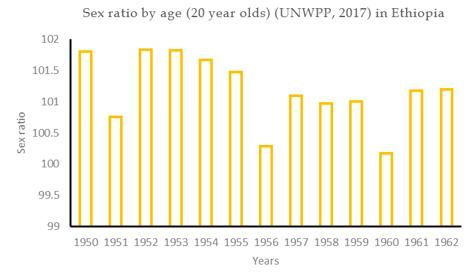 Sex ratio by age (20 year olds) (UNWPP, 2017) in Ethiopia
102
101.5
101
100.5
100
99.5
99
Sex ratio
1950 1951 1952 1953 1954 1955 1956 1957 1958 1959 1960 1961 1962
Years